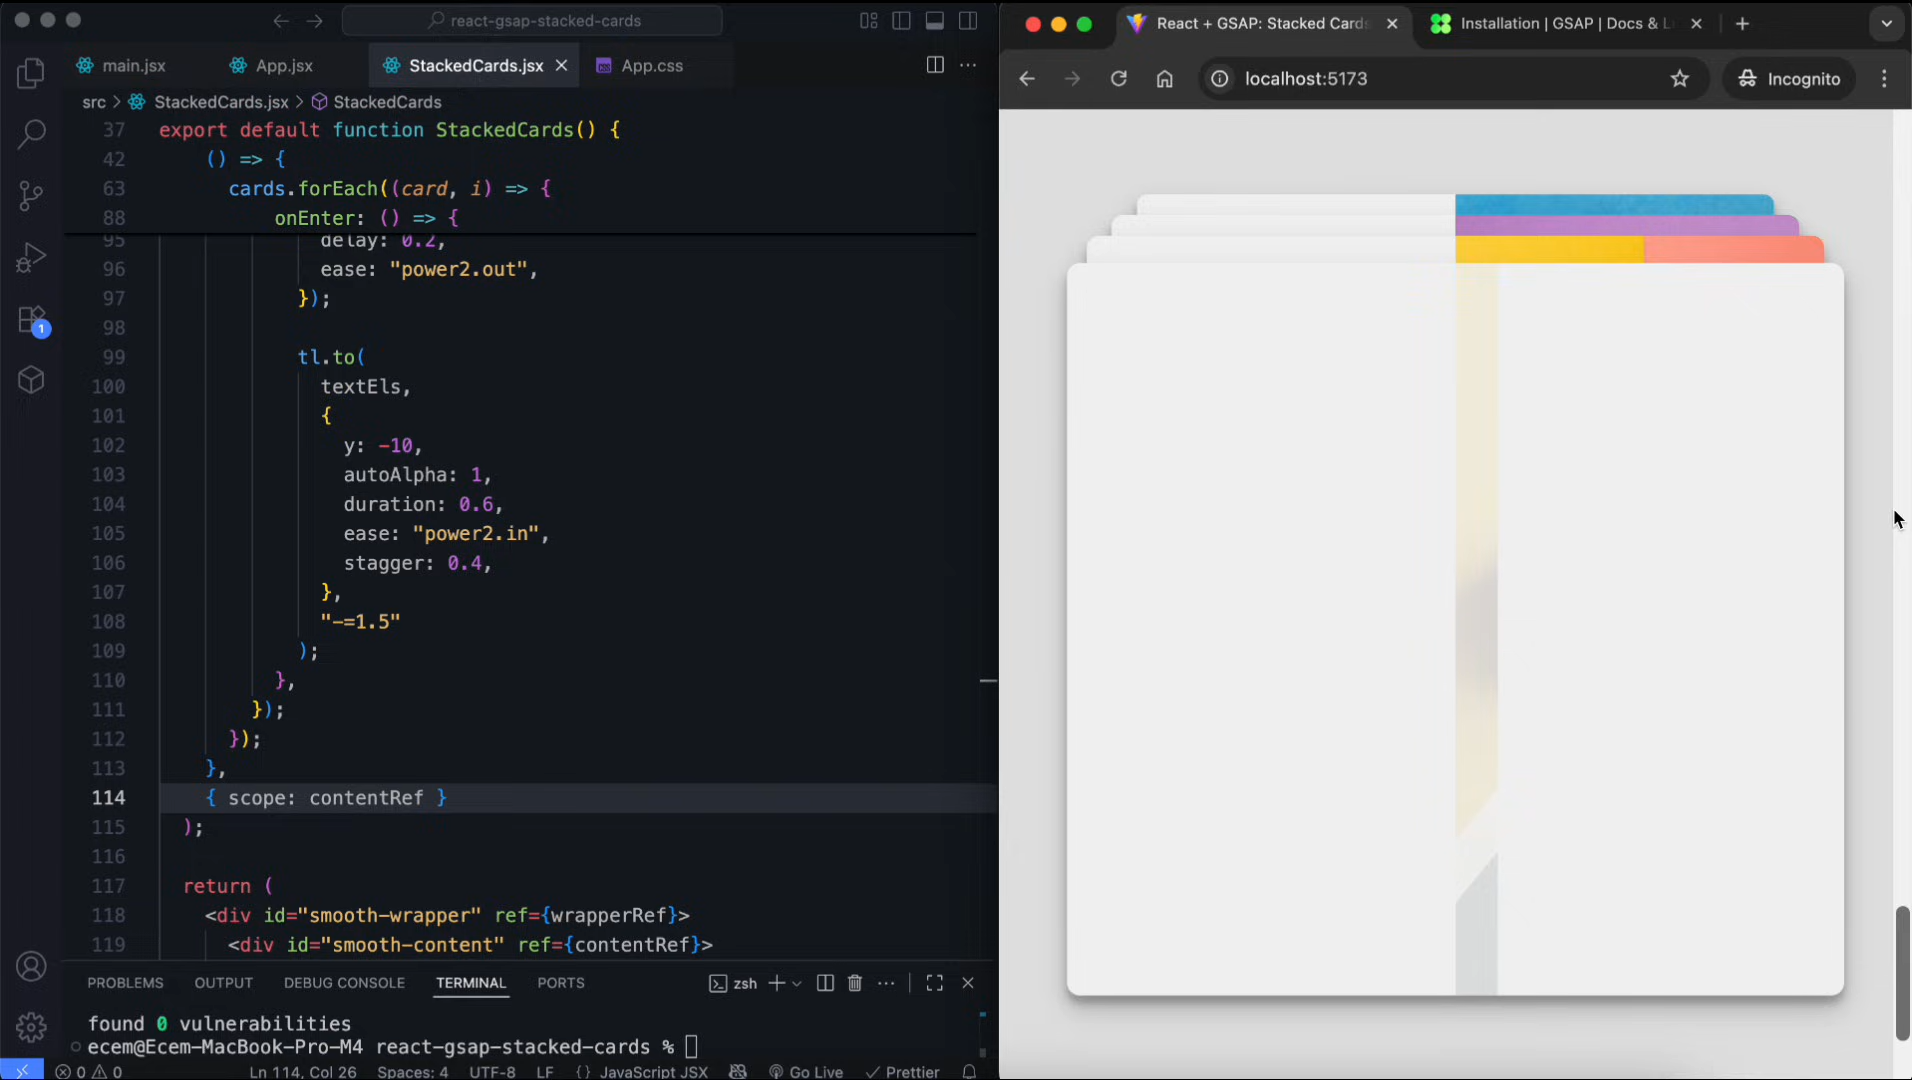 react-gsap-stacked-cards
main.jsx
App.jsx
StackedCards.jsx
App.css
src > StackedCards.jsx > StackedCards
37 export default function StackedCards() {
42 () => {
63 cards.forEach((card, i) => {
88 onEnter: () => {
95 delay: 0.2,
96 ease: "power2.out",
97 });
98
99 tl.to(
100 textEls,
101 {
102 y: -10,
103 autoAlpha: 1,
104 duration: 0.6,
105 ease: "power2.in",
106 stagger: 0.4,
107 },
108 "-=1.5"
109 );
110 },
111 });
112 });
113 },
114 { scope: contentRef }
115 );
116
117 return (
118 <div id="smooth-wrapper" ref={wrapperRef}>
119 <div id="smooth-content" ref={contentRef}>
1
PROBLEMS OUTPUT DEBUG CONSOLE TERMINAL PORTS
zsh
found 0 vulnerabilities
ecem@Ecem-MacBook-Pro-M4 react-gsap-stacked-cards %
0 0 Ln 114, Col 26 Spaces: 4 UTF-8 LF {} JavaScript JSX Go Live Prettier
React + GSAP: Stacked Cards
Installation | GSAP | Docs & L
localhost:5173
Incognito